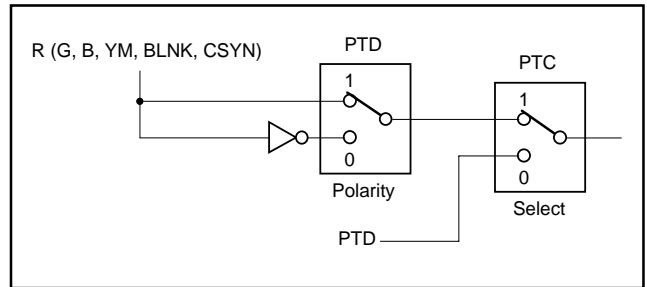 R (G, B, YM, BLNK, CSYN)
PTD
1
0
Polarity
PTC
1
0
Select
PTD